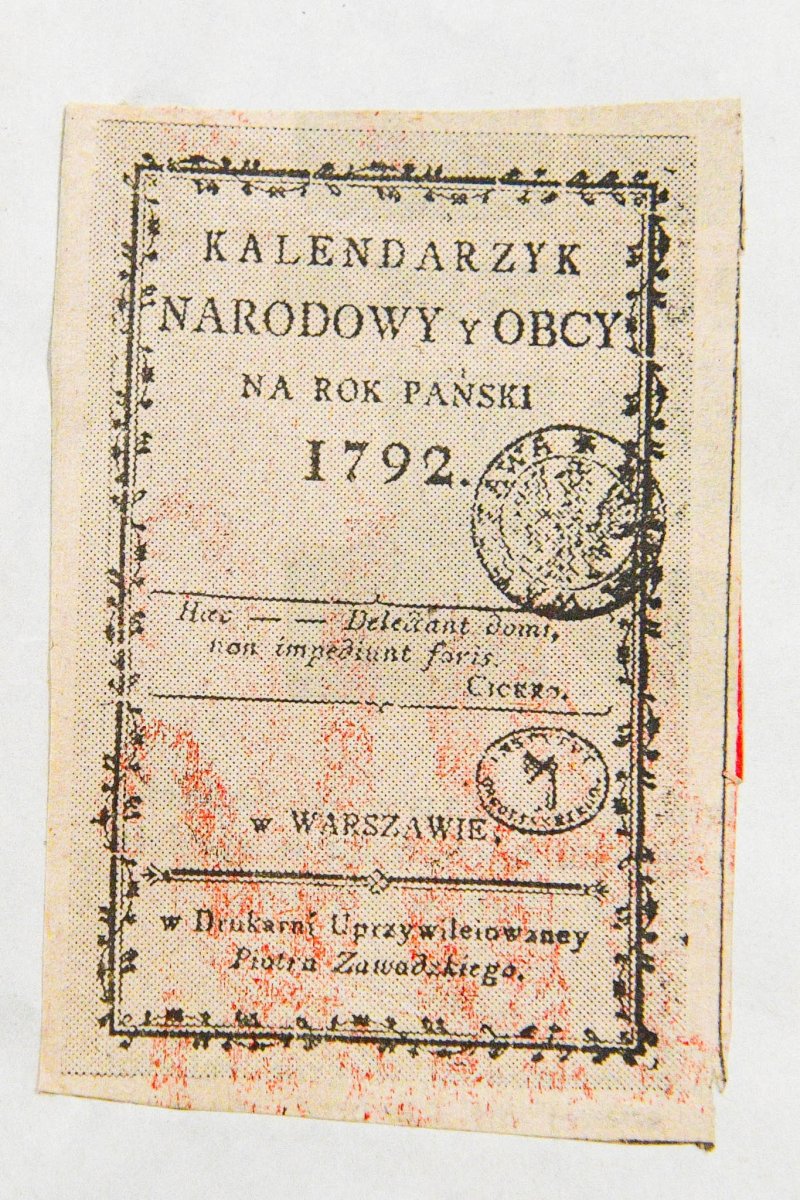 KALENDARZYK
NARODOWY Y OBCY
NA ROK PAŃSKI
1792.
Haec — — Delectant domi,
non impediunt foris.
CICERO.
w WARSZAWIE,
w Drukarni Uprzywileiowaney
Piotra Zawadzkiego.